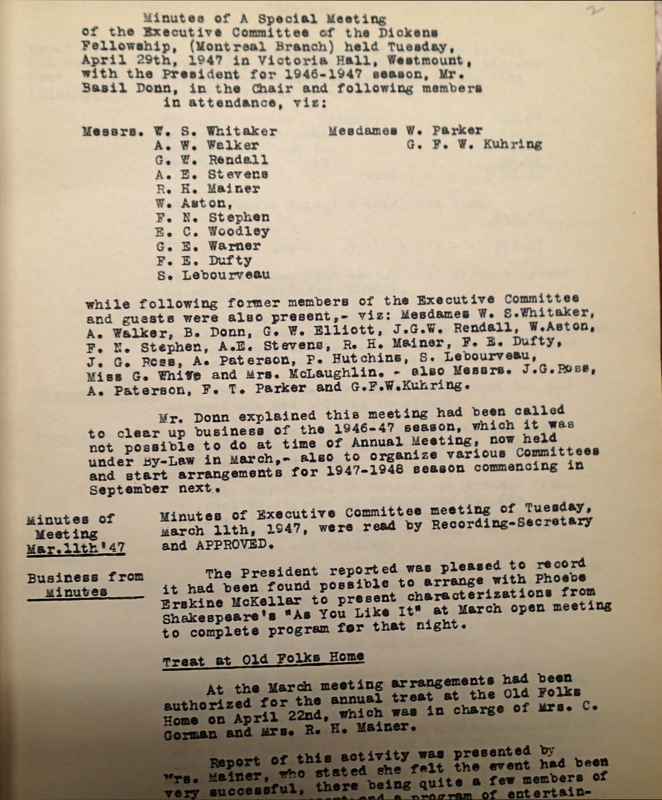 2
Minutes of A Special Meeting
of the Executive Committee of the Dickens
Fellowship, (Montreal Branch) held Tuesday,
April 29th, 1947 in Victoria Hall, Westmount,
with the President for 1946-1947 season, Mr.
Basil Donn, in the Chair and following members
in attendance, viz:
Messrs. W. S. Whitaker Mesdames W. Parker
A. W. Walker G. F. W. Kuhring
G. W. Rendall
A. E. Stevens
R. H. Mainer
W. Aston,
F. N. Stephen
E. C. Woodley
G. E. Warner
F. E. Dufty
S. Lebourveau
while following former members of the Executive Committee
and guests were also present,- viz: Mesdames W. S.Whitaker,
A. Walker, B. Donn, G. W. Elliott, J.G.W. Rendall, W.Aston,
F. N. Stephen, A.E. Stevens, R. H. Mainer, F. E. Dufty,
J. G. Ross, A. Paterson, P. Hutchins, S. Lebourveau,
Miss G. White and Mrs. McLaughlin. - also Messrs. J.G.Ross,
A. Paterson, F. T. Parker and G.F.W.Kuhring.
Mr. Donn explained this meeting had been called
to clear up business of the 1946-47 season, which it was
not possible to do at time of Annual Meeting, now held
under By-Law in March,- also to organize various Committees
and start arrangements for 1947-1948 season commencing in
September next.
Minutes of
Meeting
Mar.11th'47
Minutes of Executive Committee meeting of Tuesday,
March 11th, 1947, were read by Recording-Secretary
and APPROVED.
Business from
Minutes
The President reported was pleased to record
it had been found possible to arrange with Phoebe
Erskine McKellar to present characterizations from
Shakespeare's "As You Like It" at March open meeting
to complete program for that night.
Treat at Old Folks Home
At the March meeting arrangements had been
authorized for the annual treat at the Old Folks
Home on April 22nd, which was in charge of Mrs. C.
Gorman and Mrs. R. H. Mainer.
Report of this activity was presented by
Mrs. Mainer, who stated she felt the event had been
very successful, there being quite a few members of
and a program of entertain-